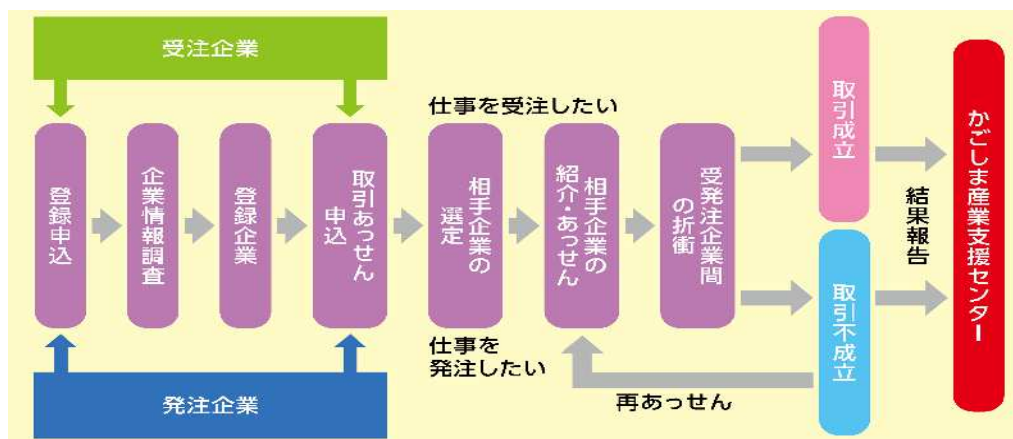 受注企業
仕事を受注したい
登録申込
企業情報調査
登録企業
取引あっせん
申込
相手企業の
選定
相手企業の
紹介・あっせん
受発注企業間
の折衝
取引成立
取引不成立
結果報告
かごしま産業支援センター
仕事を
発注したい
再あっせん
発注企業